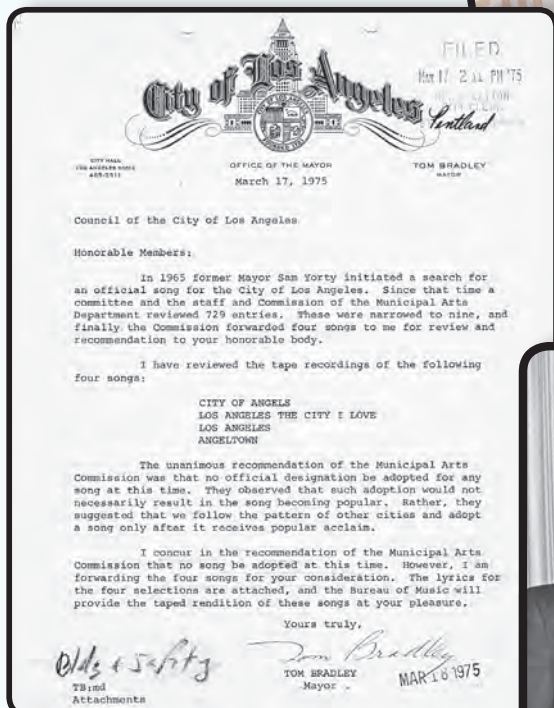 FILED
City of Los Angeles
Pentland
CITY HALL
OFFICE OF THE MAYOR
TOM BRADLEY
MAYOR
March 17, 1975
Council of the City of Los Angeles
Honorable Members:
In 1965 former Mayor Sam Yorty initiated a search for
an official song for the City of Los Angeles. Since that time a
committee and the staff and Commission of the Municipal Arts
Department reviewed 729 entries. These were narrowed to nine, and
finally the Commission forwarded four songs to me for review and
recommendation to your honorable body.
I have reviewed the tape recordings of the following
four songs:
CITY OF ANGELS
LOS ANGELES THE CITY I LOVE
LOS ANGELES
ANGELTOWN
The unanimous recommendation of the Municipal Arts
Commission was that no official designation be adopted for any
song at this time. They observed that such adoption would not
necessarily result in the song becoming popular. Rather, they
suggested that we follow the pattern of other cities and adopt
a song only after it receives popular acclaim.
I concur in the recommendation of the Municipal Arts
Commission that no song be adopted at this time. However, I am
forwarding the four songs for your consideration. The lyrics for
the four selections are attached, and the Bureau of Music will
provide the taped rendition of these songs at your pleasure.
Yours truly,
Tom Bradley
Bldg & Safety
TOM BRADLEY
Mayor
MAR 18 1975
TB:md
Attachments